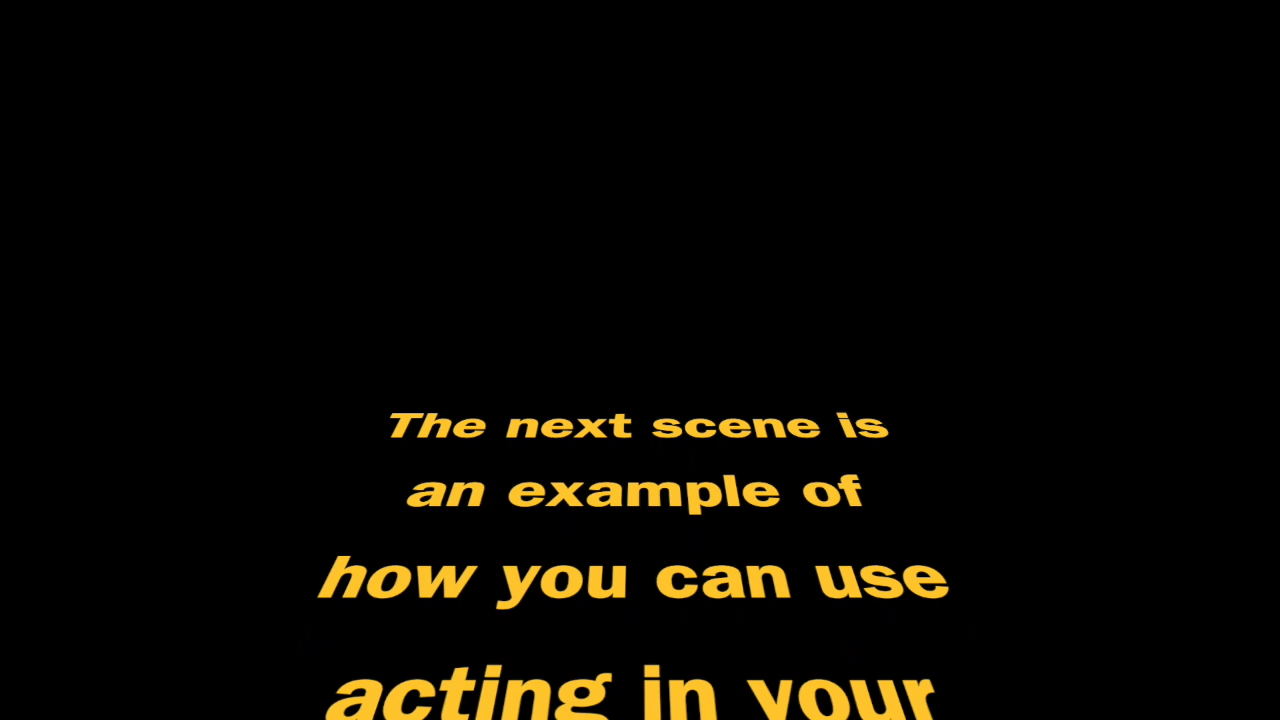 The next scene is
an example of
how you can use
acting in your